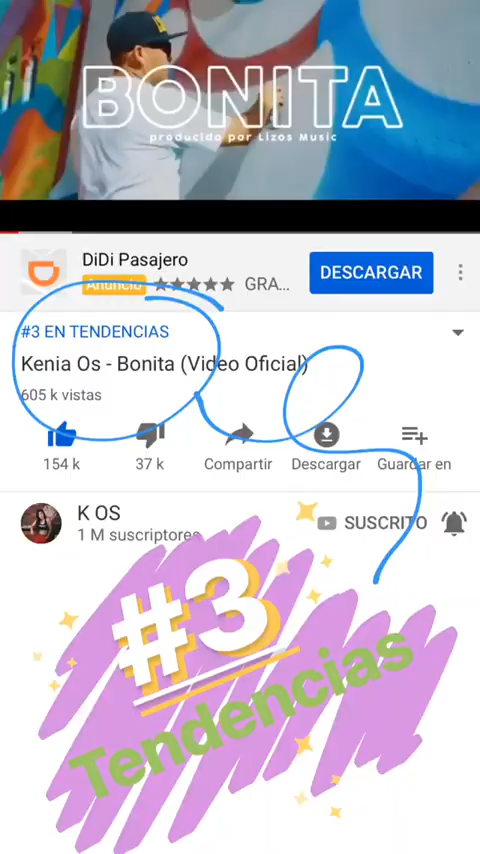 BONITA
producido por Lizos Music
DiDi Pasajero
Anuncio ★★★★★ GRA...
DESCARGAR
#3 EN TENDENCIAS
Kenia Os - Bonita (Video Oficial)
605 k vistas
154 k
37 k
Compartir
Descargar
Guardar en
K OS
1 M suscriptores
SUSCRITO
#3
Tendencias